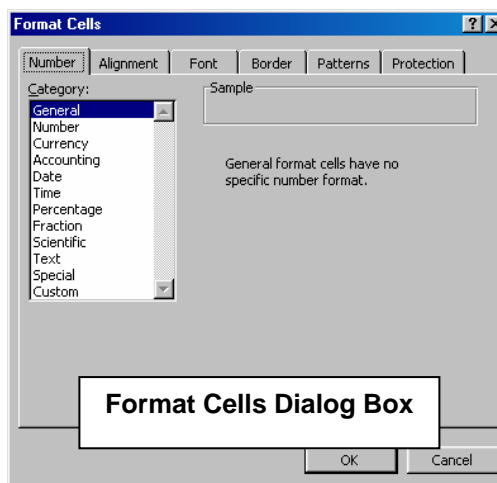 Format Cells
Number Alignment Font Border Patterns Protection
Category:
Sample
General
Number
Currency
Accounting
Date
Time
Percentage
Fraction
Scientific
Text
Special
Custom
General format cells have no
specific number format.
Format Cells Dialog Box
OK Cancel